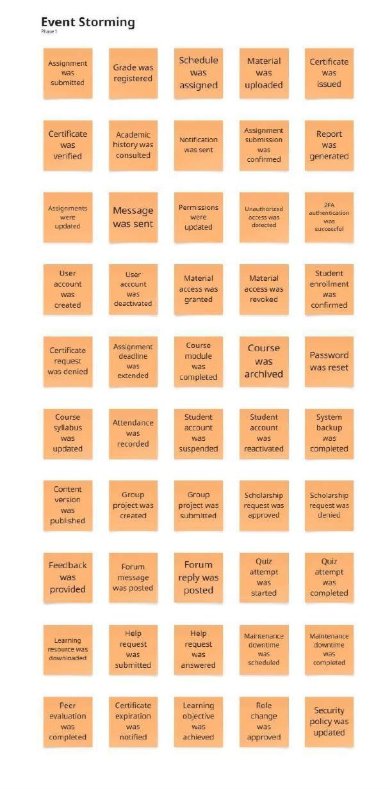 Event Storming
Phase 1
Assignment
was
submitted
Grade was
registered
Schedule
was
assigned
Material
was
uploaded
Certificate
was
issued
Certificate
was
verified
Academic
history was
consulted
Notification
was sent
Assignment
submission
was
confirmed
Report
was
generated
Assignments
were
updated
Message
was sent
Permissions
were
updated
Unauthorized
access was
detected
2FA
authentication
was
successful
User
account
was
created
User
account
was
deactivated
Material
access was
granted
Material
access was
revoked
Student
enrollment
was
confirmed
Certificate
request
was denied
Assignment
deadline
was
extended
Course
module
was
completed
Course
was
archived
Password
was reset
Course
syllabus
was
updated
Attendance
was
recorded
Student
account
was
suspended
Student
account
was
reactivated
System
backup
was
completed
Content
version
was
published
Group
project was
created
Group
project was
submitted
Scholarship
request was
approved
Scholarship
request was
denied
Feedback
was
provided
Forum
message
was posted
Forum
reply was
posted
Quiz
attempt
was
started
Quiz
attempt
was
completed
Learning
resource was
downloaded
Help
request
was
submitted
Help
request
was
answered
Maintenance
downtime
was
scheduled
Maintenance
downtime
was
completed
Peer
evaluation
was
completed
Certificate
expiration
was
notified
Learning
objective
was
achieved
Role
change
was
approved
Security
policy was
updated